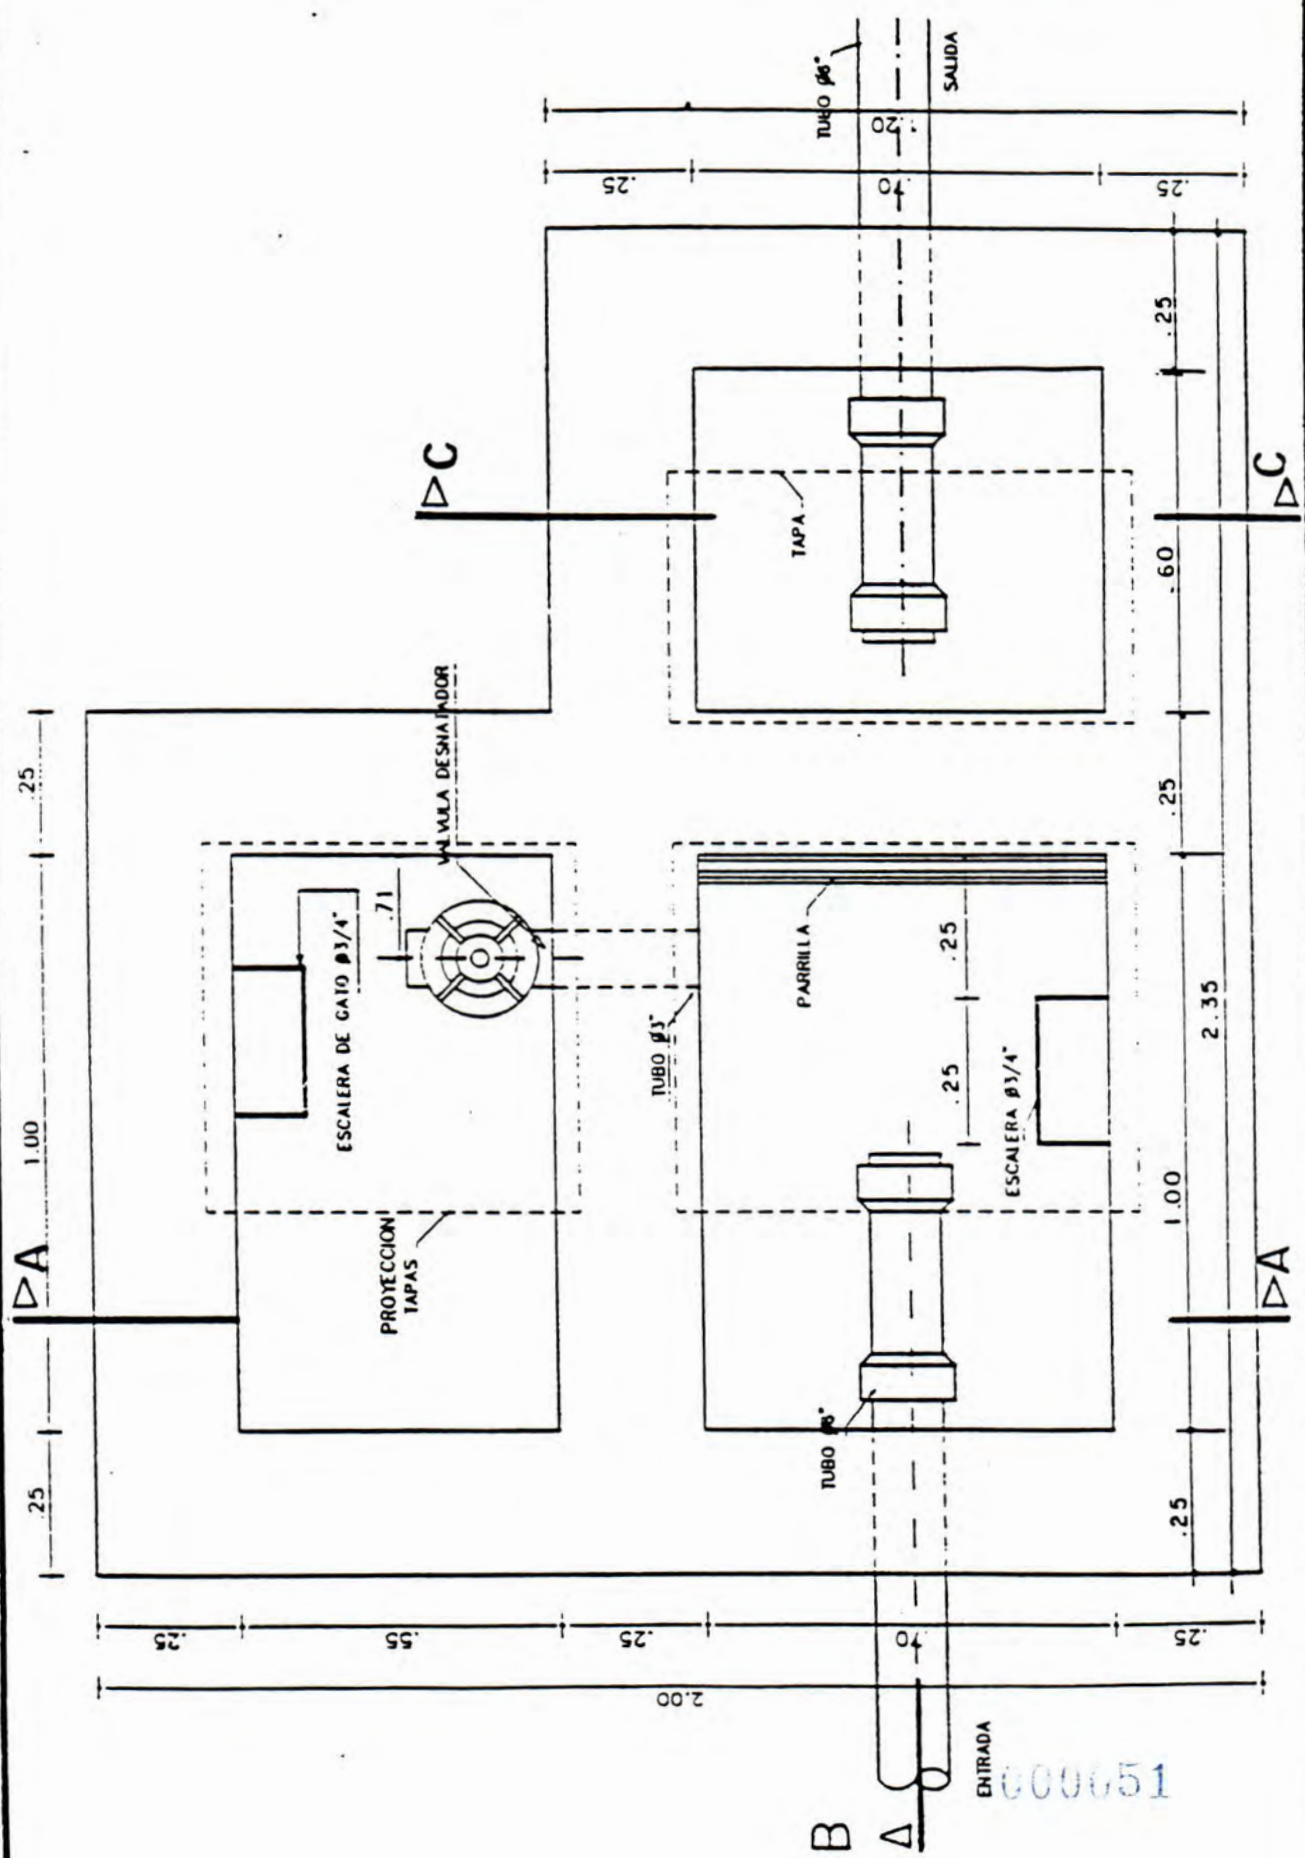 .25
1.00
.25
A
PROYECCION
TAPAS
ESCALERA DE GATO Ø3/4"
.71
VALVULA DESNATADOR
C
.25
.55
.25
.70
.25
2.00
TUBO Ø3"
PARRILLA
TAPA
TUBO Ø6"
TUBO Ø6"
SALIDA
.25
.70
.25
.20
.25
.25
ESCALERA Ø3/4"
B
ENTRADA
000051
.25
1.00
.25
.60
.25
2.35
A
C